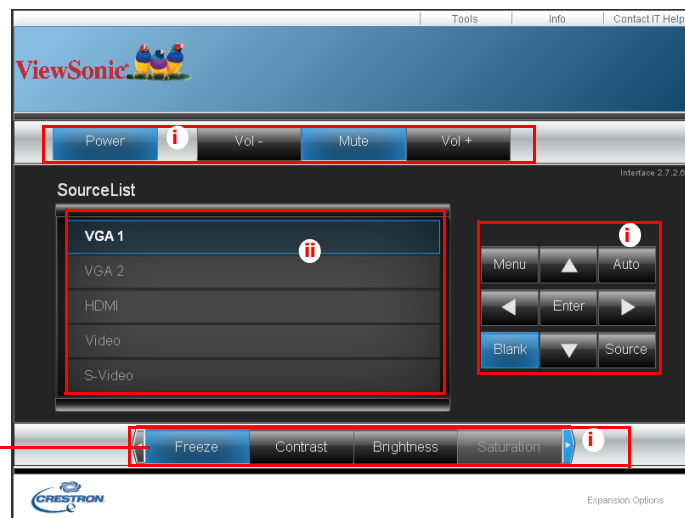 Tools Info Contact IT Help
ViewSonic
Power i Vol - Mute Vol +
Interface 2.7.2.6
SourceList
VGA 1
ii
i
VGA 2
HDMI
Video
S-Video
Menu Auto
Enter
Blank Source
Freeze Contrast Brightness Saturation i
CRESTRON
Expansion Options